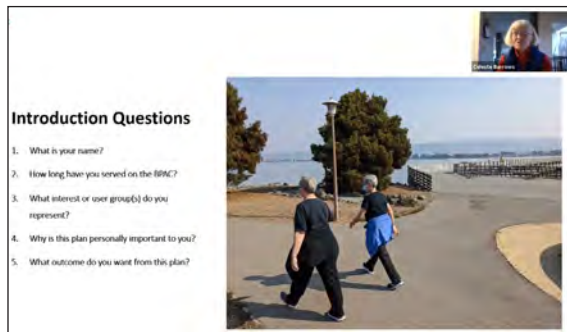 Introduction Questions
1. What is your name?
2. How long have you served on the BPAC?
3. What interest or user group(s) do you
represent?
4. Why is this plan personally important to you?
5. What outcome do you want from this plan?